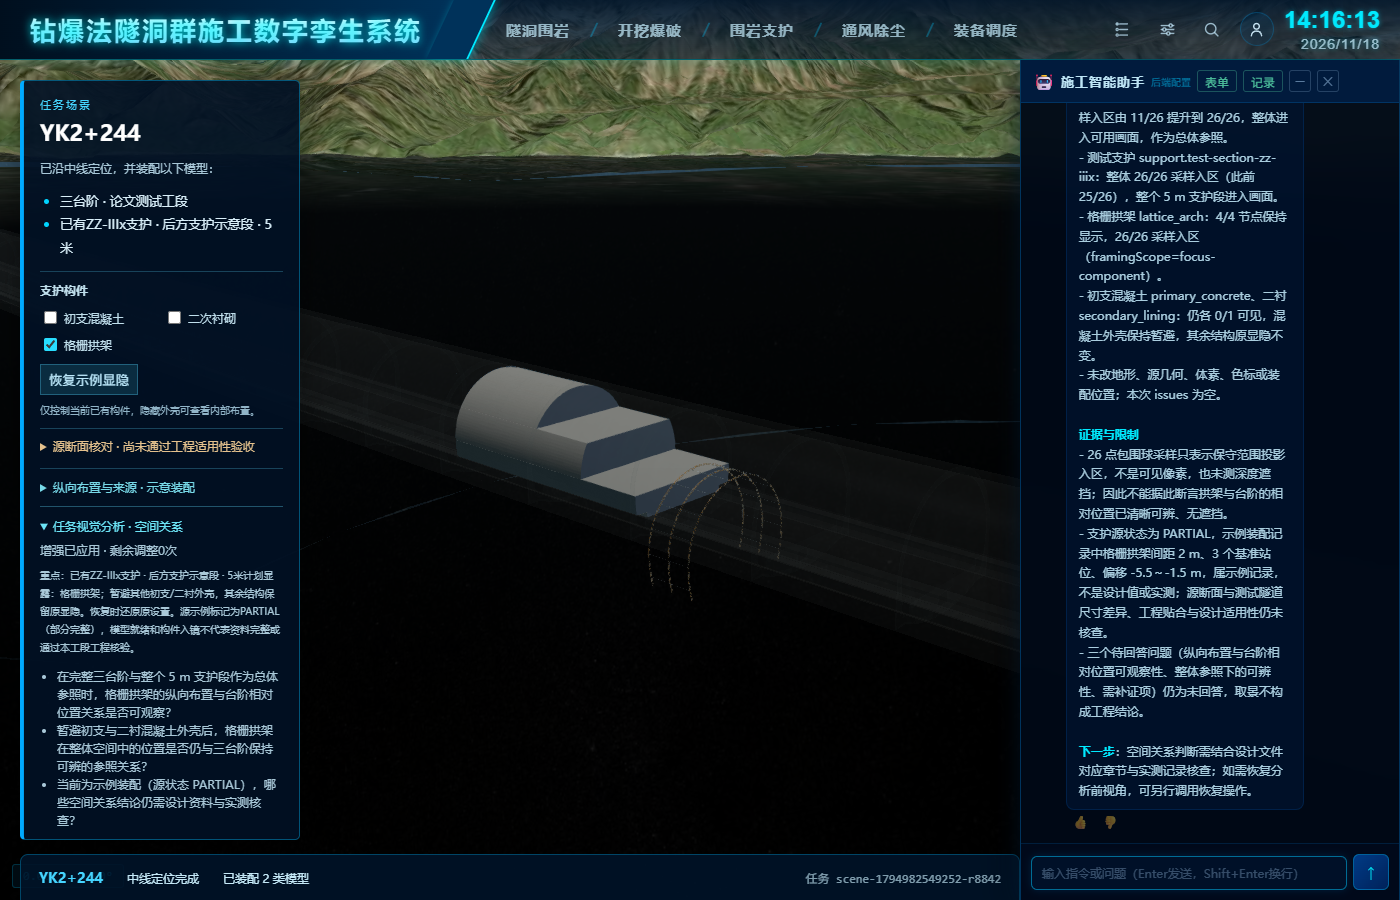 钻爆法隧洞群施工数字孪生系统
隧洞围岩 / 开挖爆破 / 围岩支护 / 通风除尘 / 装备调度
14:16:13
2026/11/18
任务场景
YK2+244
已沿中线定位，并装配以下模型：
三台阶 · 论文测试工段
已有ZZ-IIIx支护 · 后方支护示意段 · 5
米
支护构件
初支混凝土
二次衬砌
格栅拱架
恢复示例显隐
仅控制当前已有构件，隐藏外壳可查看内部布置。
源断面核对 · 尚未通过工程适用性验收
纵向布置与来源 · 示意装配
任务视觉分析 · 空间关系
增强已应用 · 剩余调整0次
重点：已有ZZ-IIIx支护 · 后方支护示意段 · 5米计划显
露：格栅拱架；暂避其他初支/二衬外壳，其余结构保
留原显隐。恢复时还原原设置。源示例标记为PARTIAL
（部分完整），模型就绪和构件入镜不代表资料完整或
通过本工段工程核验。
• 在完整三台阶与整个 5 m 支护段作为总体
参照时，格栅拱架的纵向布置与台阶相对
位置关系是否可观察？
• 暂避初支与二衬混凝土外壳后，格栅拱架
在整体空间中的位置是否仍与三台阶保持
可辨的参照关系？
• 当前为示例装配（源状态 PARTIAL），哪
些空间关系结论仍需设计资料与实测核
查？
YK2+244 中线定位完成 已装配 2 类模型
任务 scene-1794982549252-r8842
施工智能助手 后端配置 表单 记录
样入区由 11/26 提升到 26/26，整体进
入可用画面，作为总体参照。
- 测试支护 support.test-section-zz-
iiix：整体 26/26 采样入区（此前
25/26），整个 5 m 支护段进入画面。
- 格栅拱架 lattice_arch：4/4 节点保持
显示，26/26 采样入区
（framingScope=focus-
component）。
- 初支混凝土 primary_concrete、二衬
secondary_lining：仍各 0/1 可见，混
凝土外壳保持暂避，其余结构原显隐不
变。
- 未改地形、源几何、体素、色标或装
配位置；本次 issues 为空。
证据与限制
- 26 点包围球采样只表示保守范围投影
入区，不是可见像素，也未测深度遮
挡；因此不能据此断言拱架与台阶的相
对位置已清晰可辨、无遮挡。
- 支护源状态为 PARTIAL，示例装配记
录中格栅拱架间距 2 m、3 个基准站
位、偏移 -5.5 ~ -1.5 m，属示例记录，
不是设计值或实测；源断面与测试隧道
尺寸差异、工程贴合与设计适用性仍未
核查。
- 三个待回答问题（纵向布置与台阶相
对位置可观察性、整体参照下的可辨
性、需补证项）仍为未回答，取景不构
成工程结论。
下一步：空间关系判断需结合设计文件
对应章节与实测记录核查；如需恢复分
析前视角，可另行调用恢复操作。
输入指令或问题（Enter发送，Shift+Enter换行）